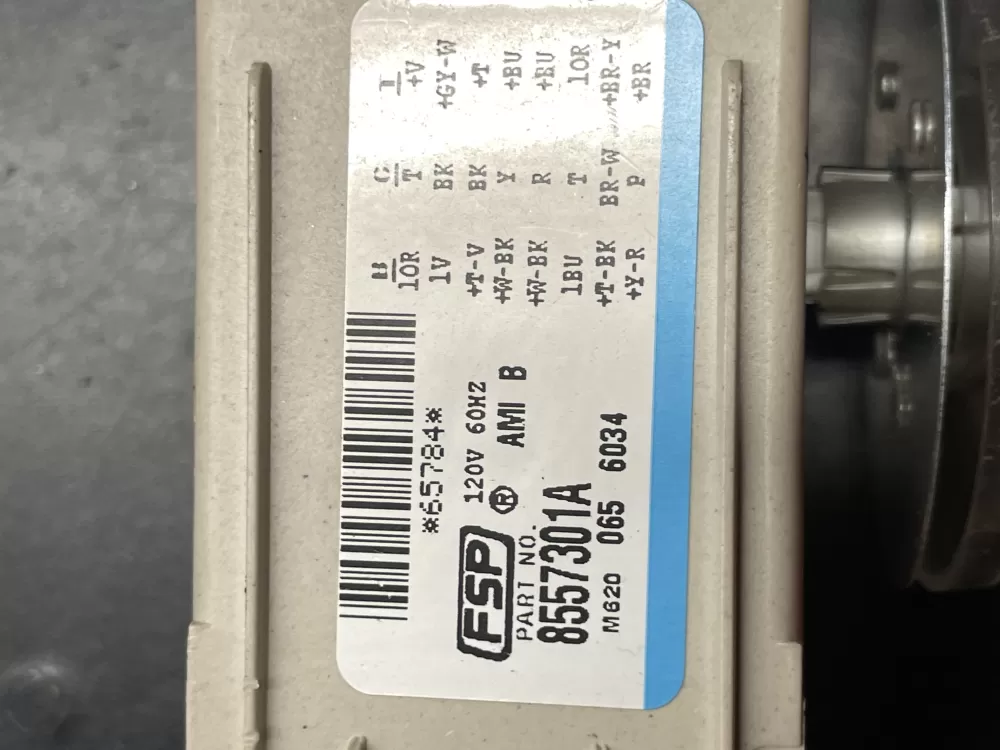 *65784*
FSP ® 120V 60HZ
PART NO. AMI B
8557301A
M620 065 6034
B C T
1OR T +V
1V BK +GY-W
+T-V BK +T
+W-BK Y +BU
+W-BK R +BU
1BU T 1OR
+T-BK BR-W +BR-Y
+Y-R P +BR